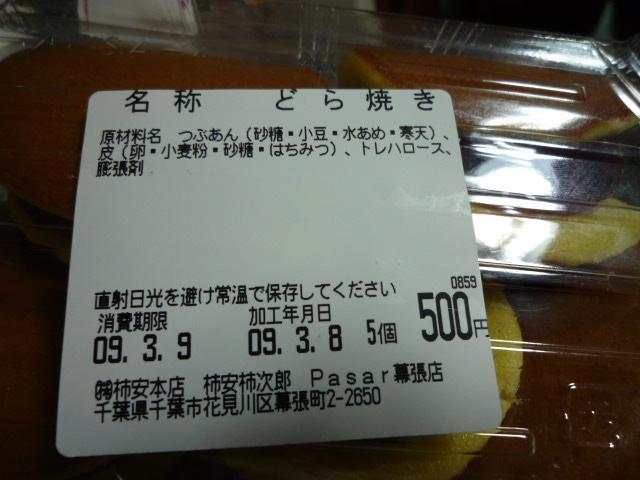 名称 どら焼き
原材料名 つぶあん（砂糖・小豆・水あめ・寒天）、
皮（卵・小麦粉・砂糖・はちみつ）、トレハロース、
膨張剤
直射日光を避け常温で保存してください
0859
消費期限 加工年月日
09. 3. 9 09. 3. 8 5個 500円
㈱柿安本店 柿安柿次郎 Pasar幕張店
千葉県千葉市花見川区幕張町2-2650